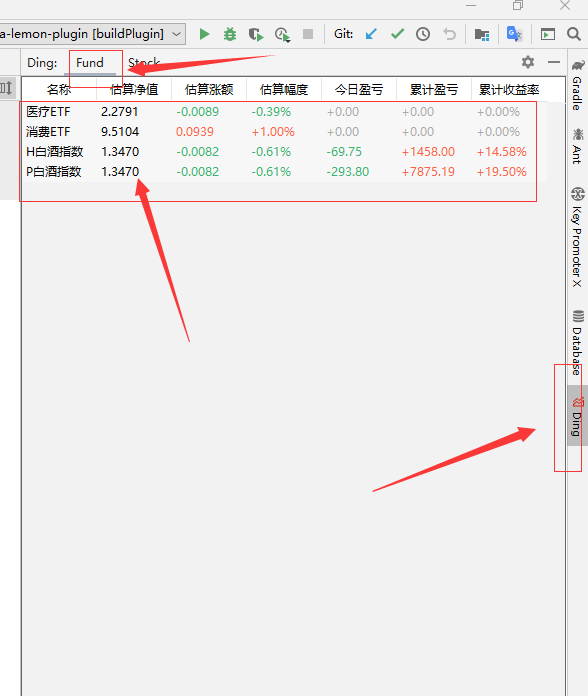 a-lemon-plugin [buildPlugin] Git:
Ding: Fund Stock
名称 估算净值 估算涨额 估算幅度 今日盈亏 累计盈亏 累计收益率
医疗ETF 2.2791 -0.0089 -0.39% +0.00 +0.00 +0.00%
消费ETF 9.5104 0.0939 +1.00% +0.00 +0.00 +0.00%
H白酒指数 1.3470 -0.0082 -0.61% -69.75 +1458.00 +14.58%
P白酒指数 1.3470 -0.0082 -0.61% -293.80 +7875.19 +19.50%
Gradle
Ant
Key Promoter X
Database
Ding